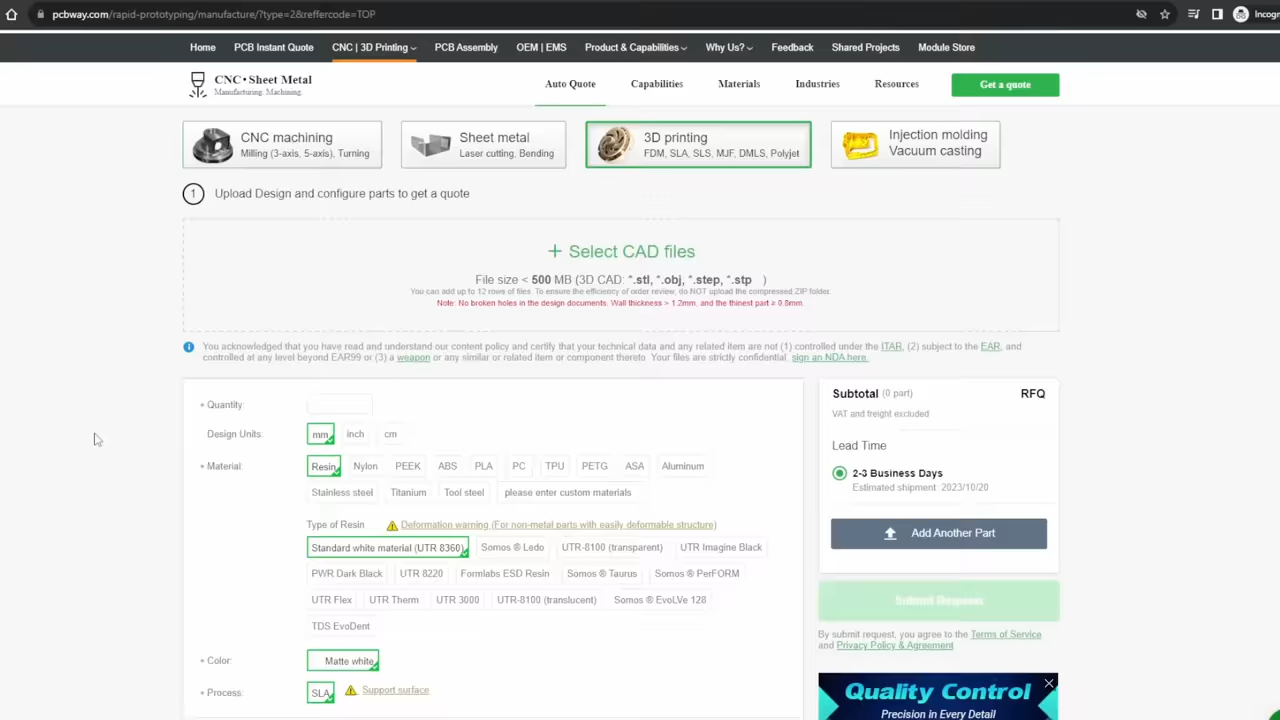 pcbway.com/rapid-prototyping/manufacture/?type=2&reffercode=TOP
Home PCB Instant Quote CNC | 3D Printing PCB Assembly OEM | EMS Product & Capabilities Why Us? Feedback Shared Projects Module Store
CNC•Sheet Metal
Manufacturing. Machining.
Auto Quote Capabilities Materials Industries Resources Get a quote
CNC machining
Milling (3-axis, 5-axis), Turning
Sheet metal
Laser cutting, Bending
3D printing
FDM, SLA, SLS, MJF, DMLS, Polyjet
Injection molding
Vacuum casting
1 Upload Design and configure parts to get a quote
+ Select CAD files
File size < 500 MB (3D CAD: *.stl, *.obj, *.step, *.stp )
You can add up to 12 rows of files. To ensure the efficiency of order review, do NOT upload the compressed ZIP folder.
Note: No broken holes in the design documents. Wall thickness > 1.2mm, and the thinest part ≥ 0.8mm.
You acknowledged that you have read and understand our content policy and certify that your technical data and any related item are not (1) controlled under the ITAR, (2) subject to the EAR, and
controlled at any level beyond EAR99 or (3) a weapon or any similar or related item or component thereto. Your files are strictly confidential. sign an NDA here.
Quantity:
Design Units: mm inch cm
Material: Resin Nylon PEEK ABS PLA PC TPU PETG ASA Aluminum
Stainless steel Titanium Tool steel please enter custom materials
Type of Resin Deformation warning (For non-metal parts with easily deformable structure)
Standard white material (UTR 8360) Somos ® Ledo UTR-8100 (transparent) UTR Imagine Black
PWR Dark Black UTR 8220 Formlabs ESD Resin Somos ® Taurus Somos ® PerFORM
UTR Flex UTR Therm UTR 3000 UTR-8100 (translucent) Somos ® EvoLVe 128
TDS EvoDent
Color: Matte white
Process: SLA Support surface
Subtotal (0 part) RFQ
VAT and freight excluded
Lead Time
2-3 Business Days
Estimated shipment 2023/10/20
Add Another Part
Submit Request
By submit request, you agree to the Terms of Service
and Privacy Policy & Agreement
Quality Control
Precision in Every Detail